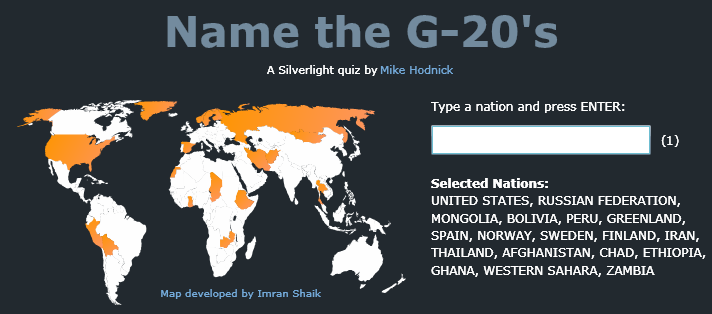 Name the G-20's
A Silverlight quiz by Mike Hodnick
Type a nation and press ENTER:
(1)
Selected Nations:
UNITED STATES, RUSSIAN FEDERATION,
MONGOLIA, BOLIVIA, PERU, GREENLAND,
SPAIN, NORWAY, SWEDEN, FINLAND, IRAN,
THAILAND, AFGHANISTAN, CHAD, ETHIOPIA,
GHANA, WESTERN SAHARA, ZAMBIA
Map developed by Imran Shaik